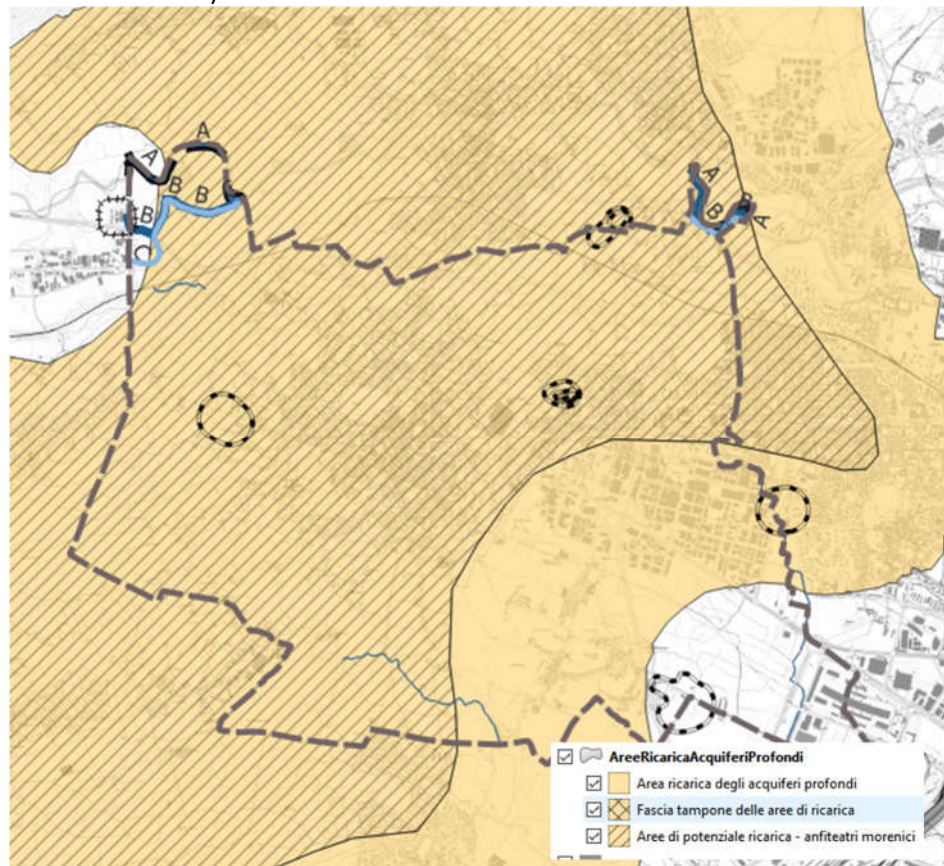 A
A
B
B
B
C
A
B
B
A
AreeRicaricaAcquiferiProfondi
Area ricarica degli acquiferi profondi
Fascia tampone delle aree di ricarica
Aree di potenziale ricarica - anfiteatri morenici